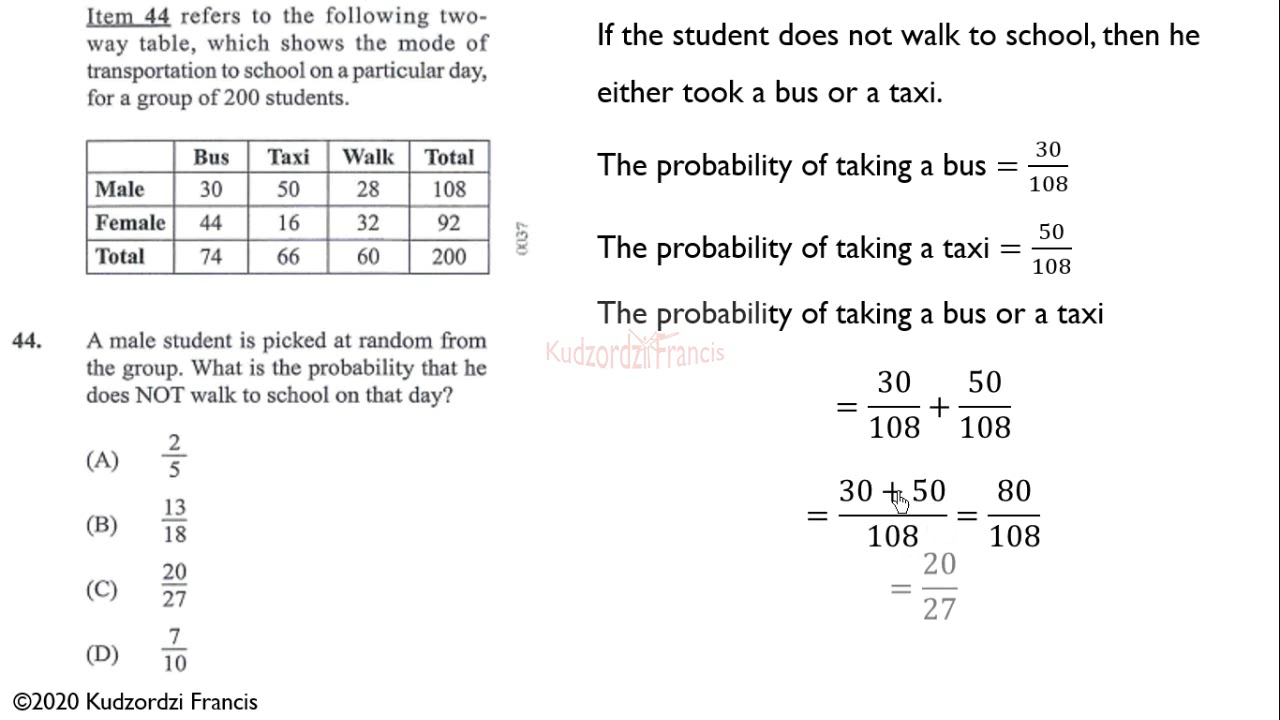 Item 44 refers to the following two-
way table, which shows the mode of
transportation to school on a particular day,
for a group of 200 students.
Bus Taxi Walk Total
Male 30 50 28 108
Female 44 16 32 92
Total 74 66 60 200
0037
44. A male student is picked at random from
the group. What is the probability that he
does NOT walk to school on that day?
(A) 2/5
(B) 13/18
(C) 20/27
(D) 7/10
©2020 Kudzordzi Francis
If the student does not walk to school, then he
either took a bus or a taxi.
The probability of taking a bus = 30/108
The probability of taking a taxi = 50/108
The probability of taking a bus or a taxi
Kudzordzi Francis
= 30/108 + 50/108
= 30 + 50/108 = 80/108
= 20/27